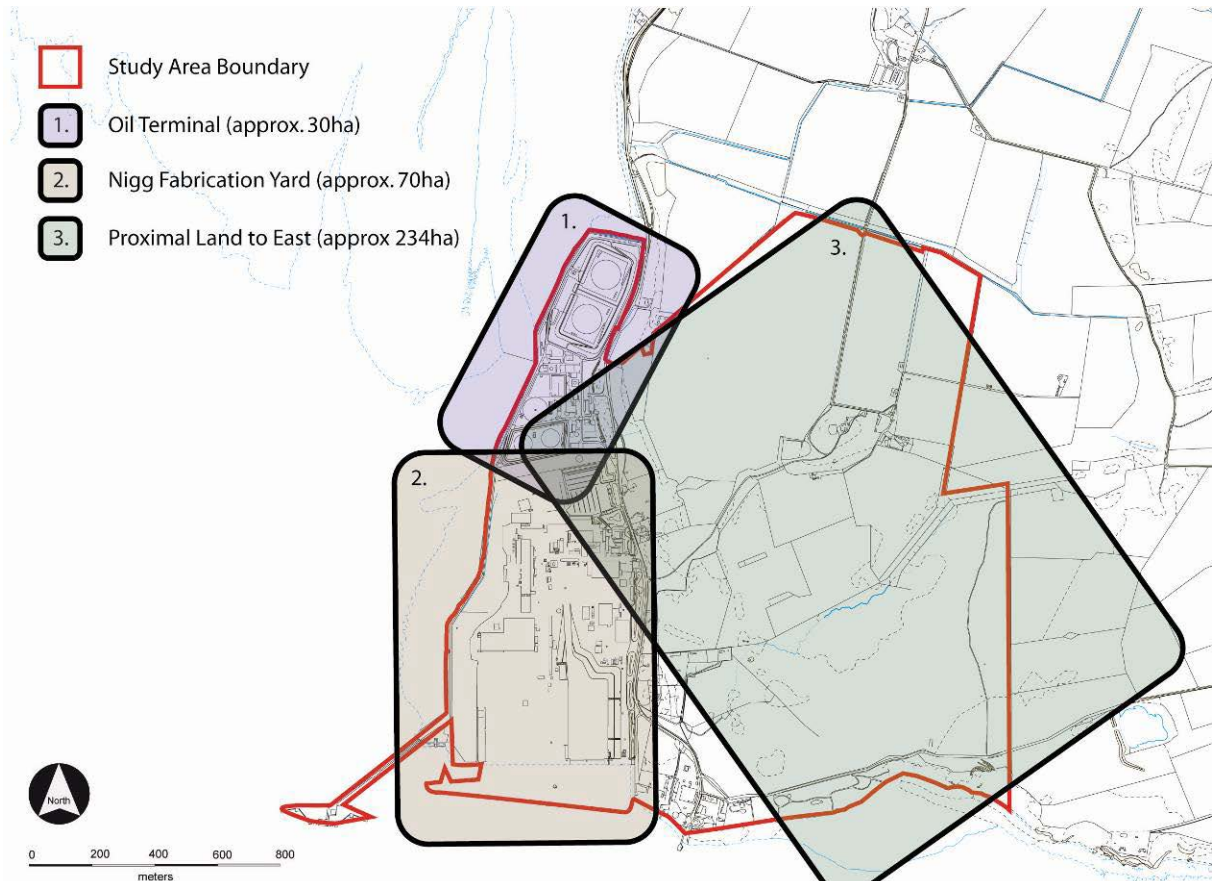 Study Area Boundary
1. Oil Terminal (approx. 30ha)
2. Nigg Fabrication Yard (approx. 70ha)
3. Proximal Land to East (approx 234ha)
1.
3.
2.
North
0 200 400 600 800
meters